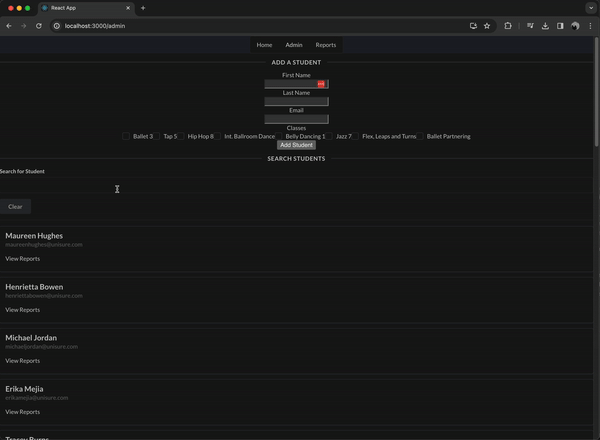 React App
localhost:3000/admin
Home Admin Reports
ADD A STUDENT
First Name
Last Name
Email
Classes
Ballet 3 Tap 5 Hip Hop 8 Int. Ballroom Dance Belly Dancing 1 Jazz 7 Flex, Leaps and Turns Ballet Partnering
Add Student
SEARCH STUDENTS
Search for Student
Clear
Maureen Hughes
maureenhughes@unisure.com
View Reports
Henrietta Bowen
henriettabowen@unisure.com
View Reports
Michael Jordan
michaeljordan@unisure.com
View Reports
Erika Mejia
erikamejia@unisure.com
View Reports